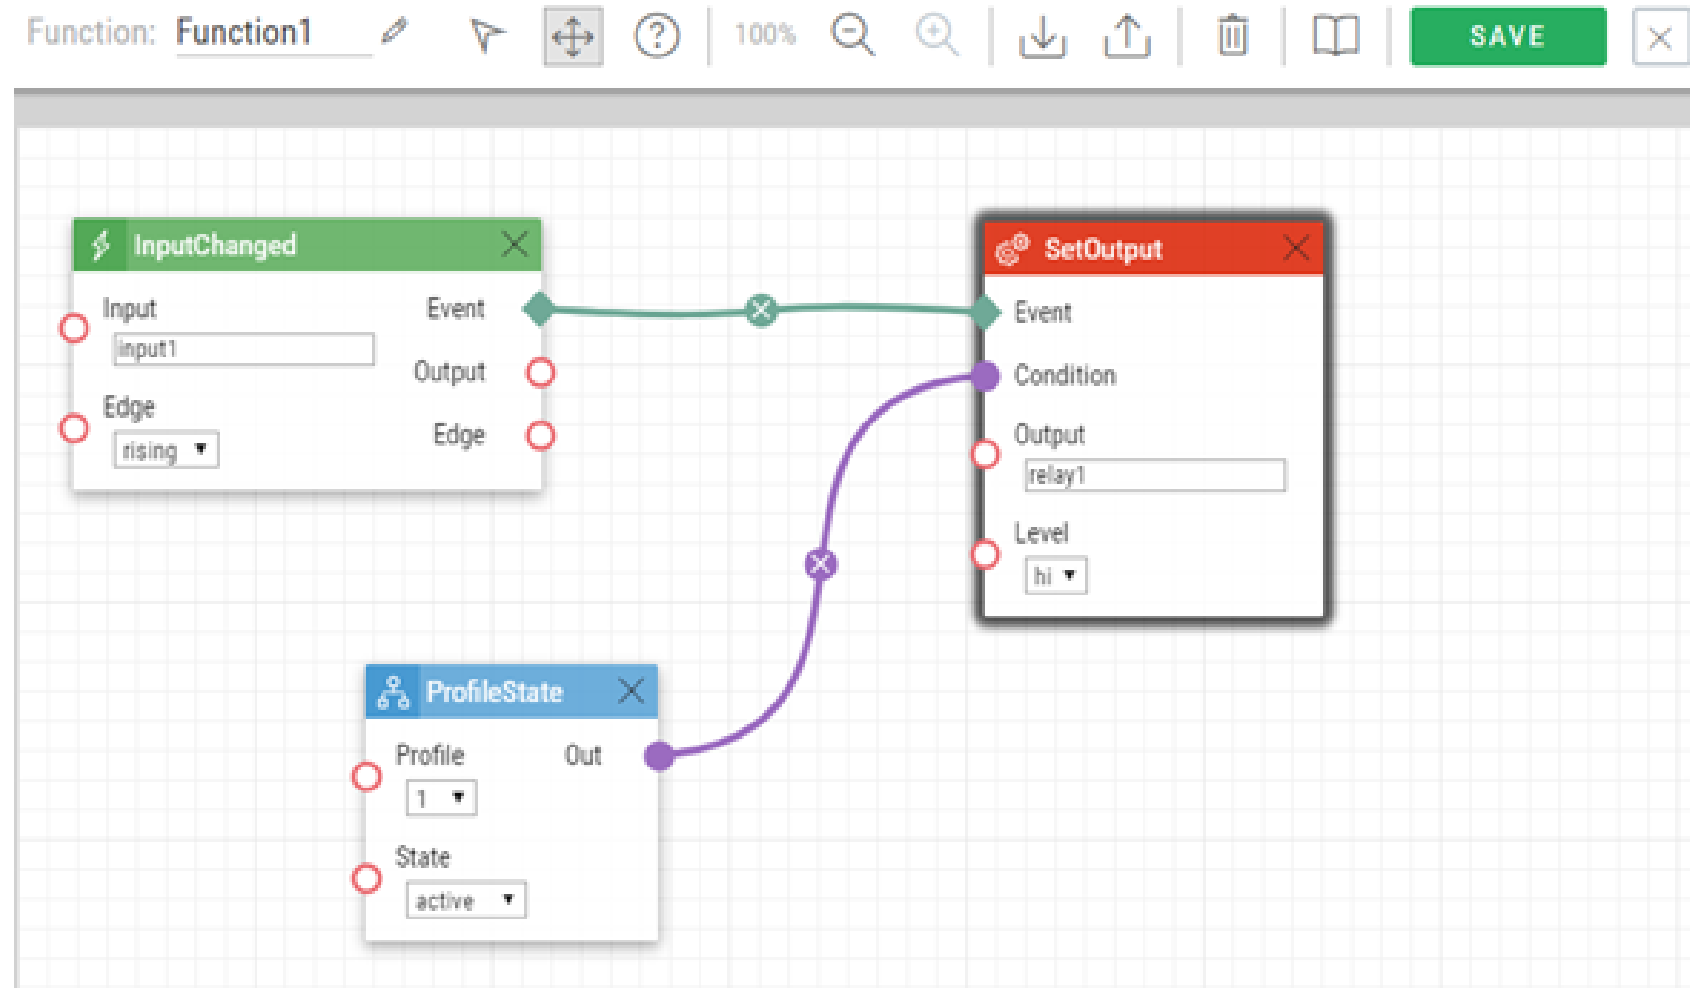 Function: Function1 100% SAVE
InputChanged
Input Event
input1
Output
Edge
Edge
rising
SetOutput
Event
Condition
Output
relay1
Level
hi
ProfileState
Profile Out
1
State
active